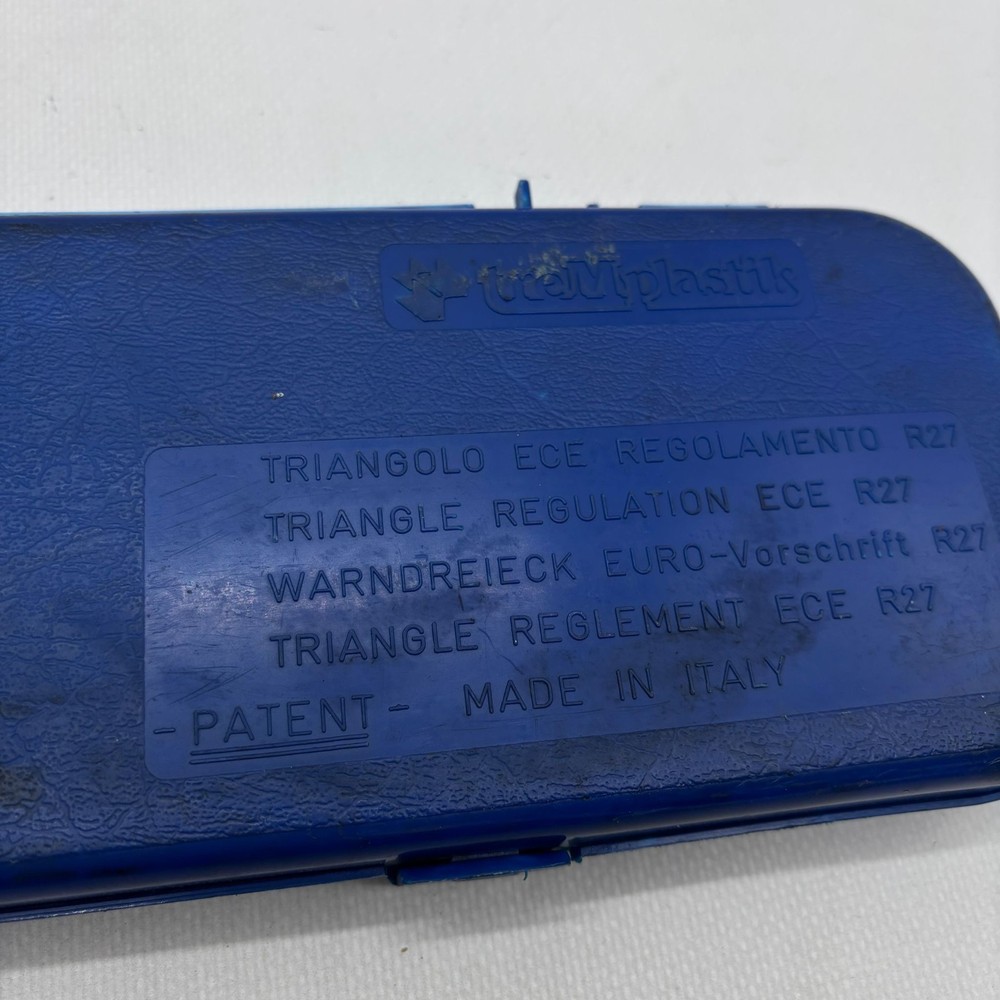 treMplastik
TRIANGOLO ECE REGOLAMENTO R27
TRIANGLE REGULATION ECE R27
WARNDREIECK EURO-Vorschrift R27
TRIANGLE REGLEMENT ECE R27
-PATENT- MADE IN ITALY